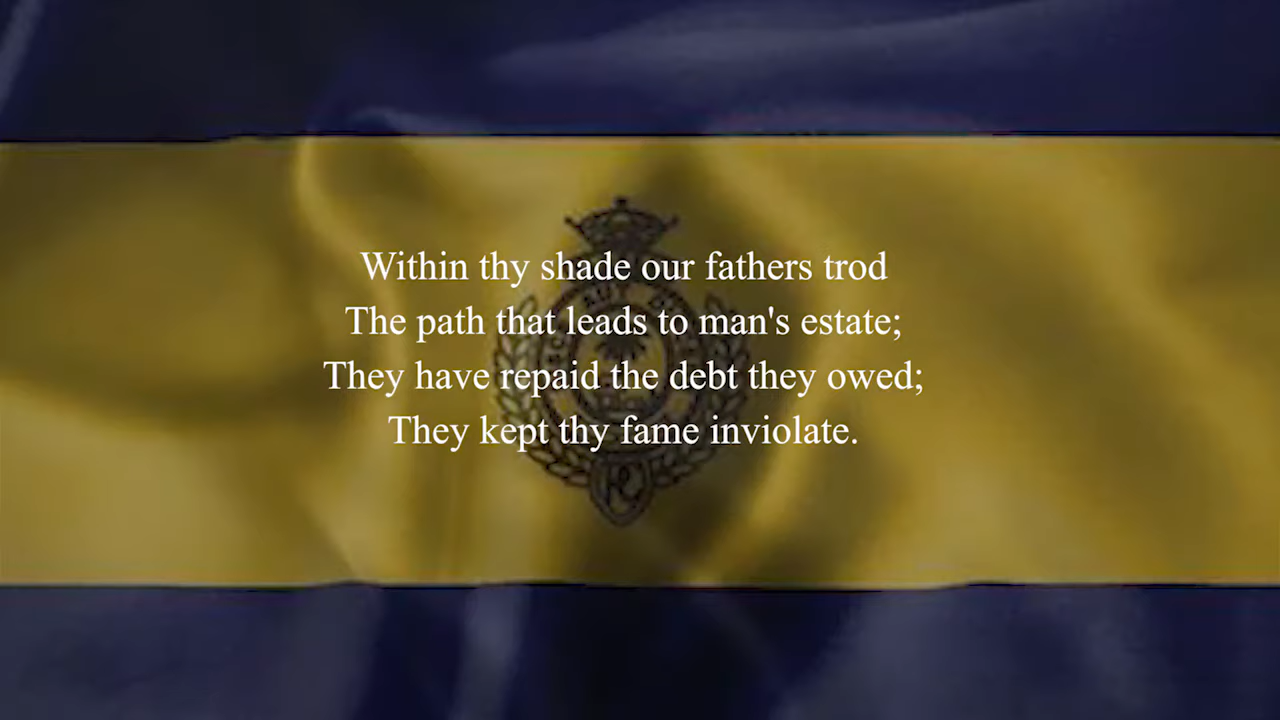 Within thy shade our fathers trod
The path that leads to man's estate;
They have repaid the debt they owed;
They kept thy fame inviolate.